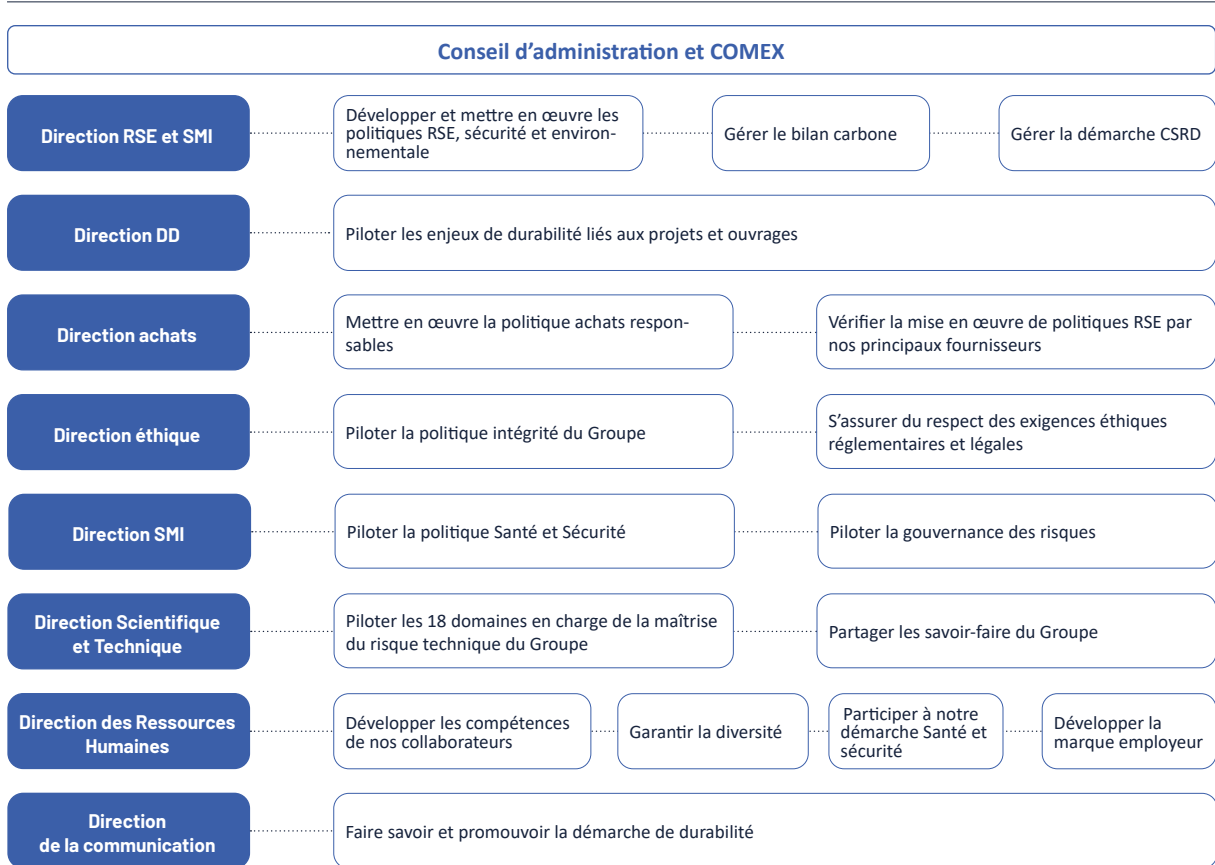 Conseil d’administration et COMEX
Direction RSE et SMI
Développer et mettre en œuvre les
politiques RSE, sécurité et environ-
nementale
Gérer le bilan carbone
Gérer la démarche CSRD
Direction DD
Piloter les enjeux de durabilité liés aux projets et ouvrages
Direction achats
Mettre en œuvre la politique achats respon-
sables
Vérifier la mise en œuvre de politiques RSE par
nos principaux fournisseurs
Direction éthique
Piloter la politique intégrité du Groupe
S’assurer du respect des exigences éthiques
réglementaires et légales
Direction SMI
Piloter la politique Santé et Sécurité
Piloter la gouvernance des risques
Direction Scientifique
et Technique
Piloter les 18 domaines en charge de la maîtrise
du risque technique du Groupe
Partager les savoir-faire du Groupe
Direction des Ressources
Humaines
Développer les compétences
de nos collaborateurs
Garantir la diversité
Participer à notre
démarche Santé et
sécurité
Développer la
marque employeur
Direction
de la communication
Faire savoir et promouvoir la démarche de durabilité